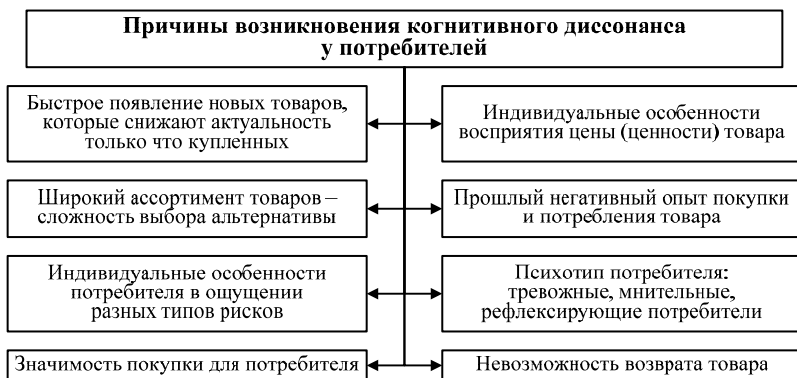 Причины возникновения когнитивного диссонанса
у потребителей
Быстрое появление новых товаров,
которые снижают актуальность
только что купленных
Индивидуальные особенности
восприятия цены (ценности) товара
Широкий ассортимент товаров –
сложность выбора альтернативы
Прошлый негативный опыт покупки
и потребления товара
Индивидуальные особенности
потребителя в ощущении
разных типов рисков
Психотип потребителя:
тревожные, мнительные,
рефлексирующие потребители
Значимость покупки для потребителя
Невозможность возврата товара